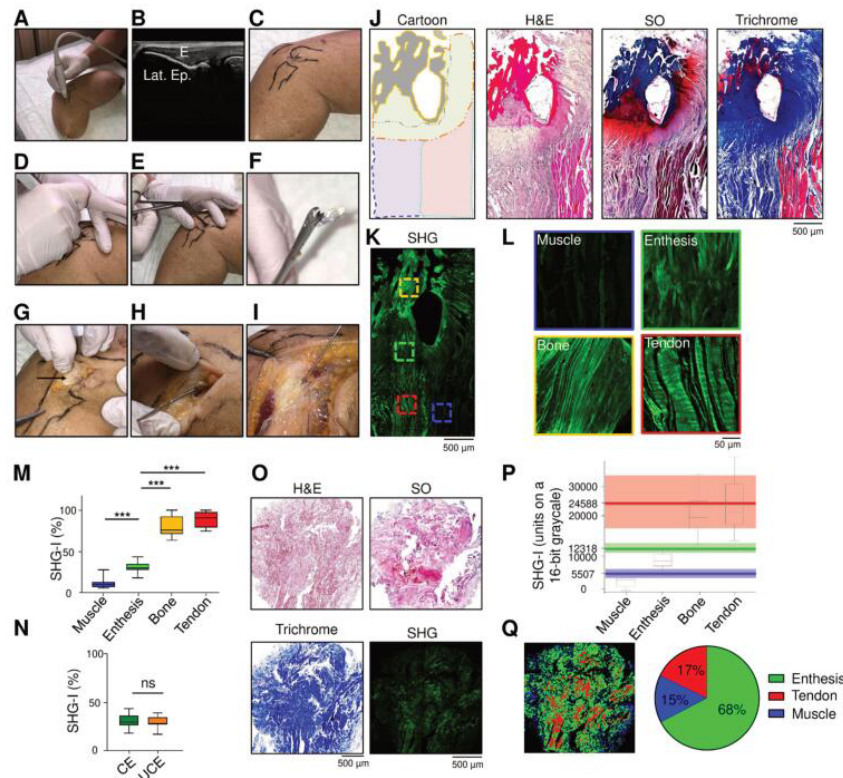 A
B
C
E
Lat. Ep.
D
E
F
G
H
I
J
Cartoon
H&E
SO
Trichrome
500 µm
K
SHG
500 µm
L
Muscle
Enthesis
Bone
Tendon
50 µm
M
SHG-I (%)
100
50
0
***
***
***
Muscle
Enthesis
Bone
Tendon
N
SHG-I (%)
100
50
0
ns
CE
UCE
O
H&E
SO
Trichrome
SHG
500 µm
500 µm
P
SHG-I (units on a
16-bit grayscale)
30000
24588
20000
12318
10000
5507
0
Muscle
Enthesis
Bone
Tendon
Q
17%
15%
68%
Enthesis
Tendon
Muscle